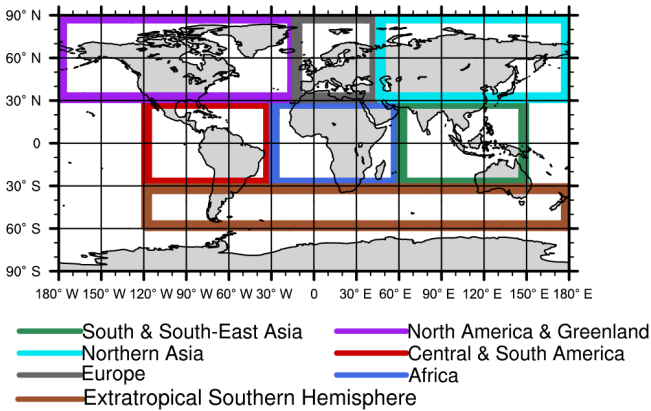 90° N
60° N
30° N
0
30° S
60° S
90° S
180° W 150° W 120° W 90° W 60° W 30° W 0 30° E 60° E 90° E 120° E 150° E 180° E
South & South-East Asia
North America & Greenland
Northern Asia
Central & South America
Europe
Africa
Extratropical Southern Hemisphere